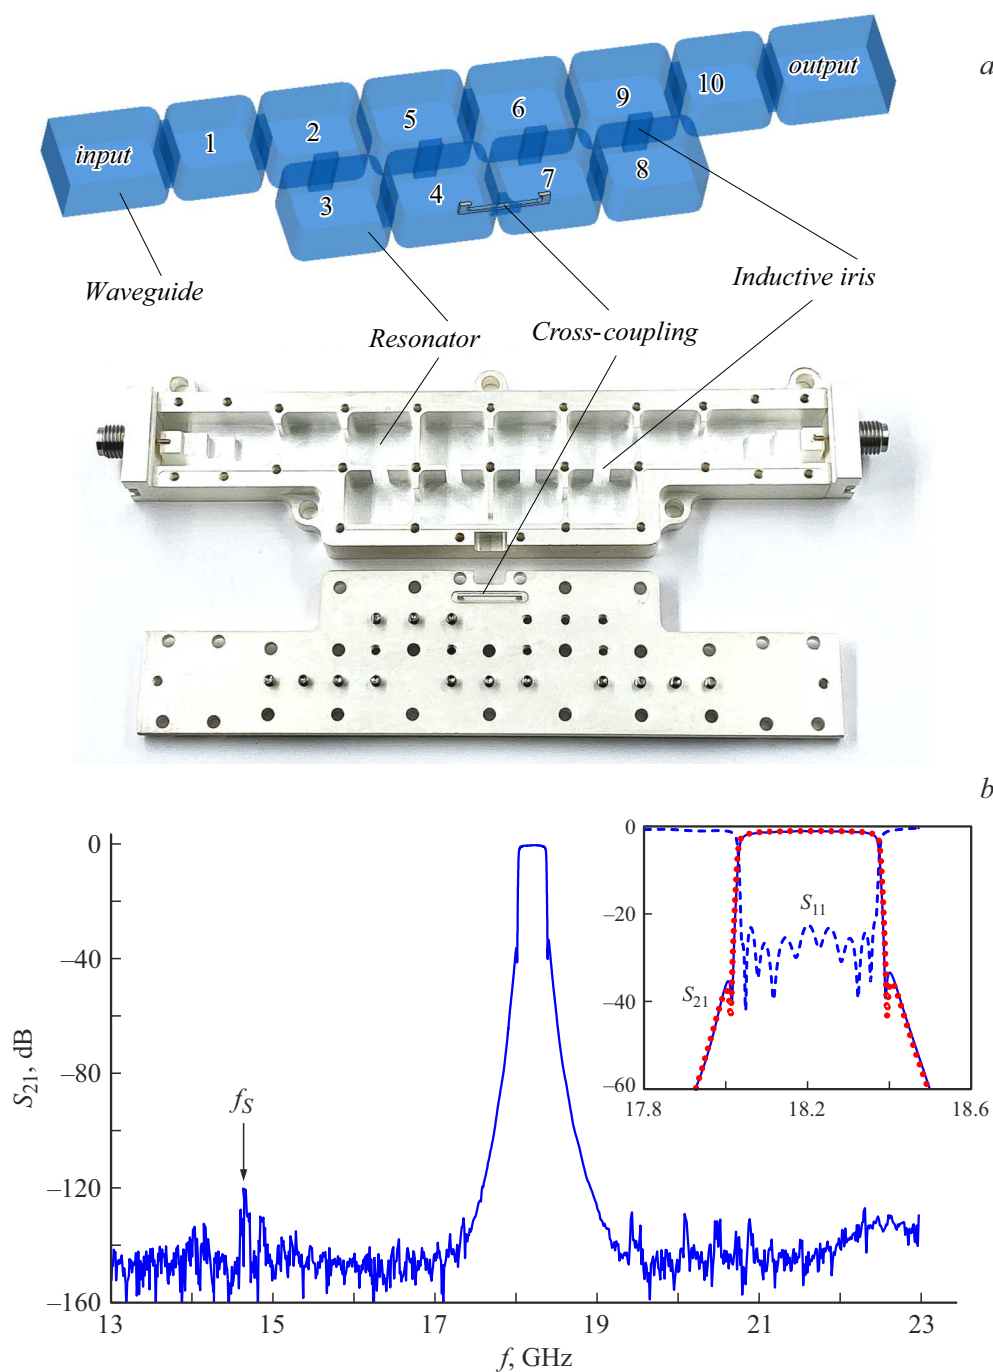 a
input 1 2 5 6 9 10 output
3 4 7 8
Waveguide
Resonator
Cross-coupling
Inductive iris
b
S21, dB
0
–40
–80
–120
–160
13 15 17 19 21 23
f, GHz
fS
0
–20
–40
–60
17.8 18.2 18.6
S11
S21